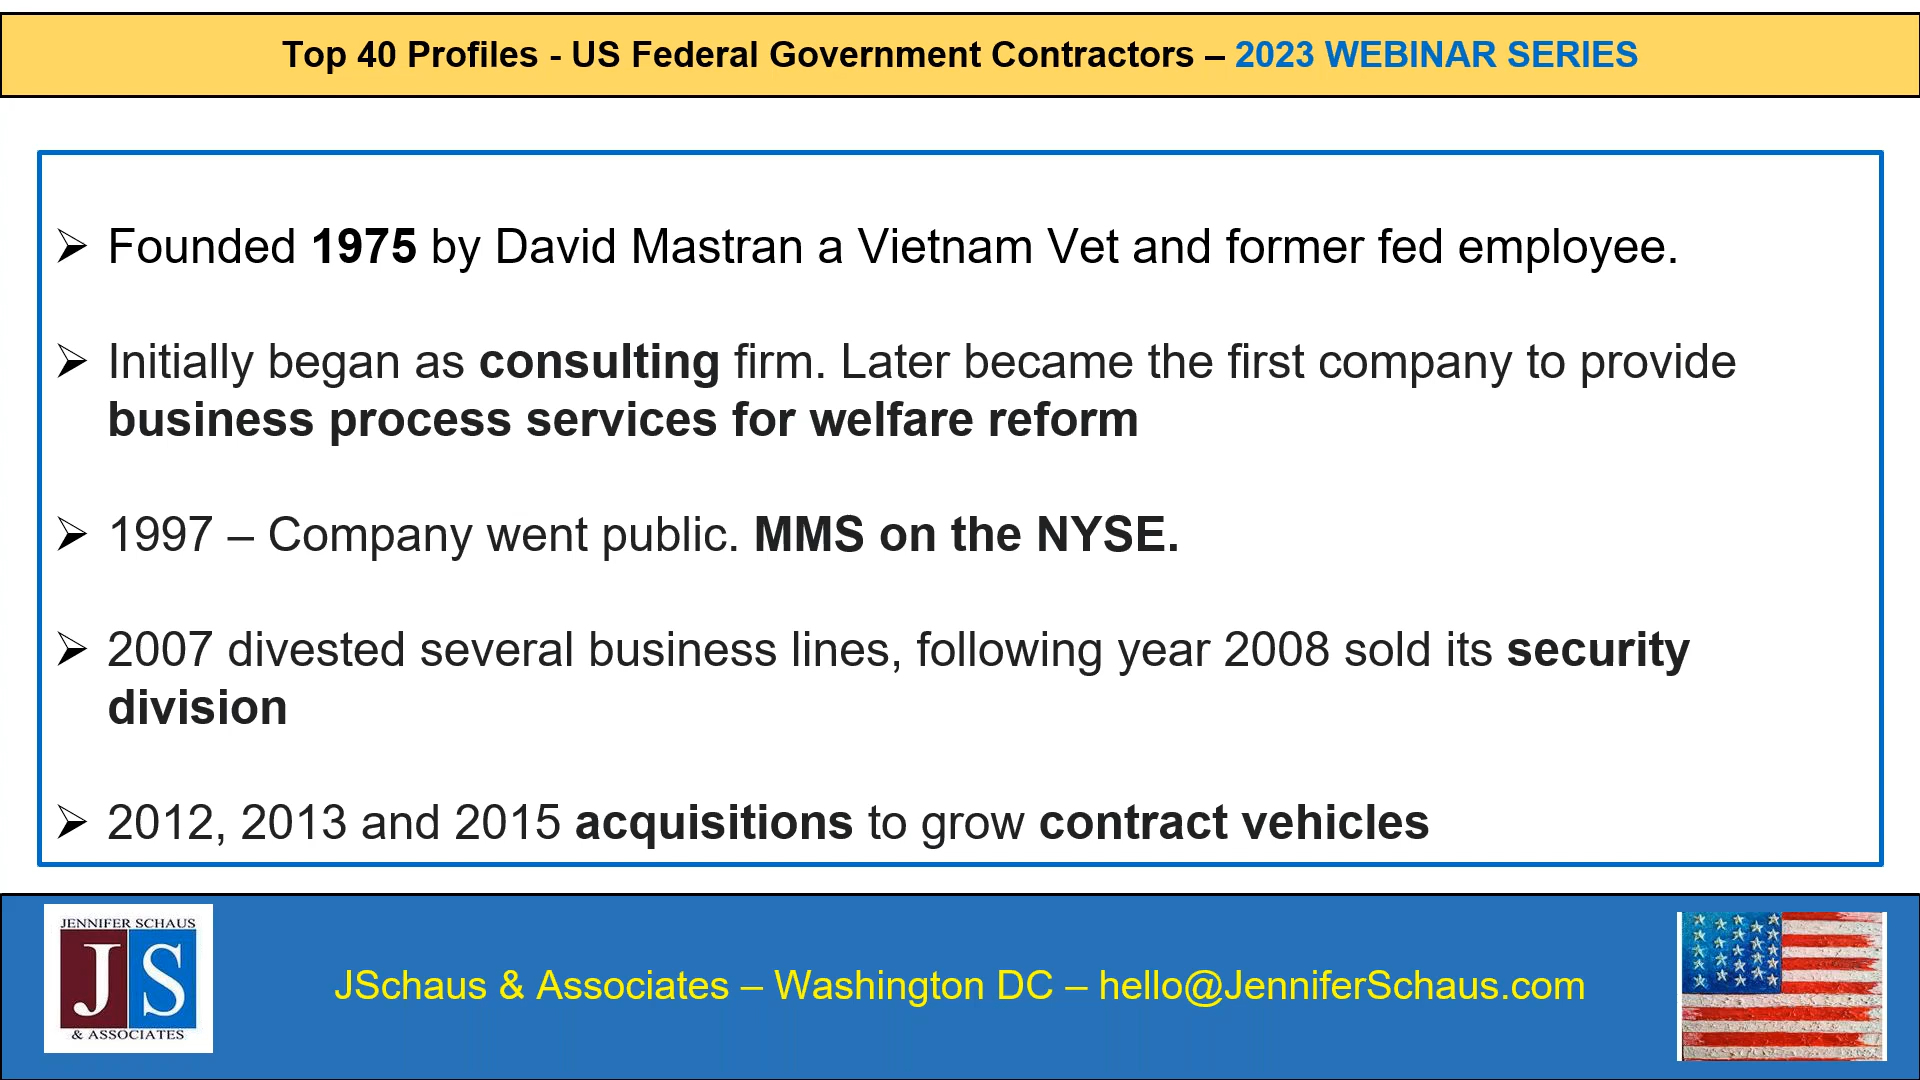 Top 40 Profiles - US Federal Government Contractors – 2023 WEBINAR SERIES
➢ Founded 1975 by David Mastran a Vietnam Vet and former fed employee.
➢ Initially began as consulting firm. Later became the first company to provide
business process services for welfare reform
➢ 1997 – Company went public. MMS on the NYSE.
➢ 2007 divested several business lines, following year 2008 sold its security
division
➢ 2012, 2013 and 2015 acquisitions to grow contract vehicles
JENNIFER SCHAUS
JS
& ASSOCIATES
JSchaus & Associates – Washington DC – hello@JenniferSchaus.com